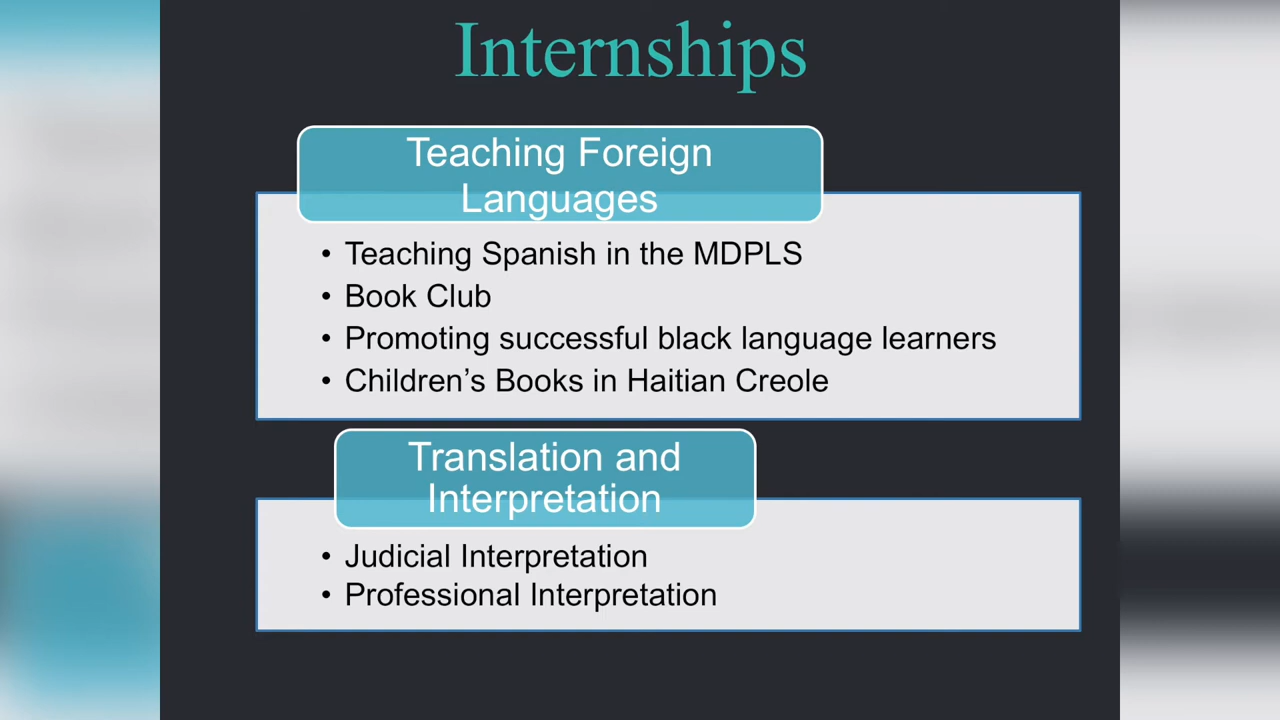 Internships
Teaching Foreign
Languages
• Teaching Spanish in the MDPLS
• Book Club
• Promoting successful black language learners
• Children’s Books in Haitian Creole
Translation and
Interpretation
• Judicial Interpretation
• Professional Interpretation